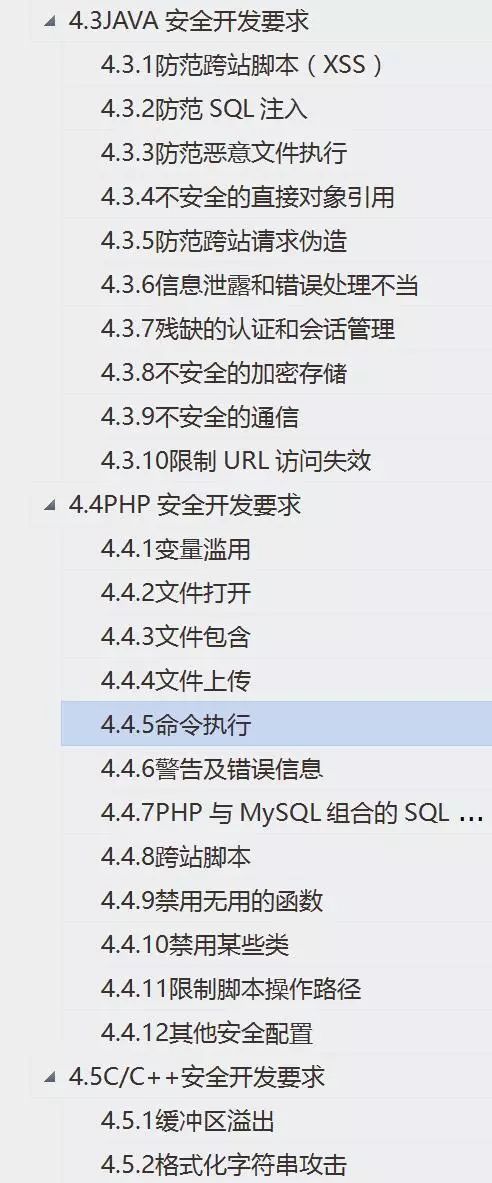 4.3JAVA 安全开发要求
4.3.1防范跨站脚本（XSS）
4.3.2防范 SQL 注入
4.3.3防范恶意文件执行
4.3.4不安全的直接对象引用
4.3.5防范跨站请求伪造
4.3.6信息泄露和错误处理不当
4.3.7残缺的认证和会话管理
4.3.8不安全的加密存储
4.3.9不安全的通信
4.3.10限制 URL 访问失效
4.4PHP 安全开发要求
4.4.1变量滥用
4.4.2文件打开
4.4.3文件包含
4.4.4文件上传
4.4.5命令执行
4.4.6警告及错误信息
4.4.7PHP 与 MySQL 组合的 SQL ...
4.4.8跨站脚本
4.4.9禁用无用的函数
4.4.10禁用某些类
4.4.11限制脚本操作路径
4.4.12其他安全配置
4.5C/C++安全开发要求
4.5.1缓冲区溢出
4.5.2格式化字符串攻击